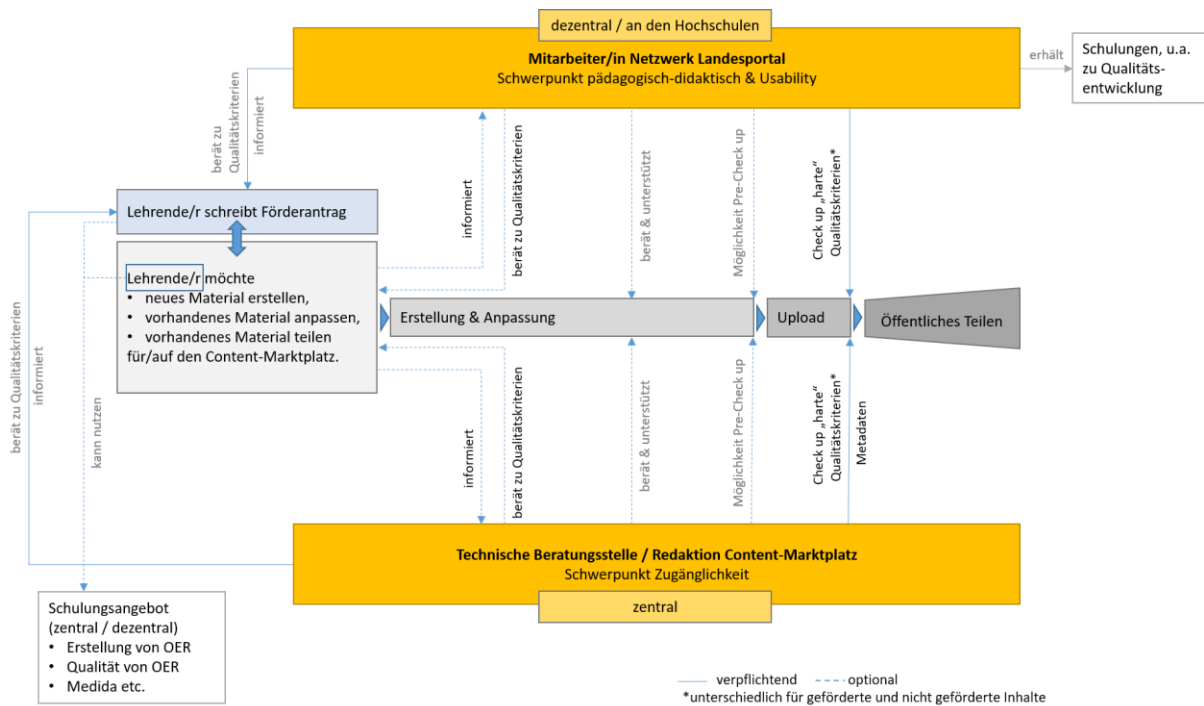 dezentral / an den Hochschulen
Mitarbeiter/in Netzwerk Landesportal
Schwerpunkt pädagogisch-didaktisch & Usability
erhält
Schulungen, u.a.
zu Qualitäts-
entwicklung
berät zu
Qualitätskriterien
informiert
informiert
berät zu Qualitätskriterien
berät & unterstützt
Möglichkeit Pre-Check up
Check up „harte“
Qualitätskriterien*
Lehrende/r schreibt Förderantrag
Lehrende/r möchte
• neues Material erstellen,
• vorhandenes Material anpassen,
• vorhandenes Material teilen
für/auf den Content-Marktplatz.
Erstellung & Anpassung
Upload
Öffentliches Teilen
berät zu Qualitätskriterien
informiert
kann nutzen
informiert
berät zu Qualitätskriterien
berät & unterstützt
Möglichkeit Pre-Check up
Check up „harte“
Qualitätskriterien*
Metadaten
Technische Beratungsstelle / Redaktion Content-Marktplatz
Schwerpunkt Zugänglichkeit
zentral
Schulungsangebot
(zentral / dezentral)
• Erstellung von OER
• Qualität von OER
• Medida etc.
verpflichtend
optional
*unterschiedlich für geförderte und nicht geförderte Inhalte